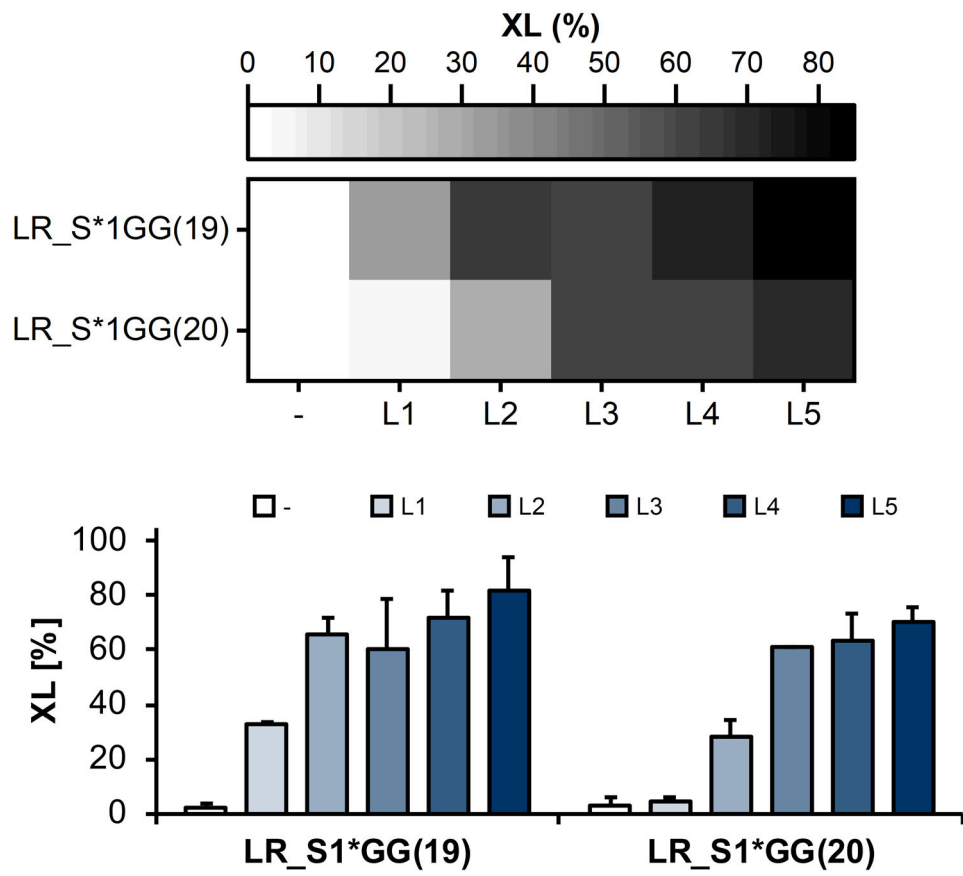 XL (%)
0 10 20 30 40 50 60 70 80
LR_S*1GG(19)
LR_S*1GG(20)
- L1 L2 L3 L4 L5
- L1 L2 L3 L4 L5
XL [%]
100
80
60
40
20
0
LR_S1*GG(19) LR_S1*GG(20)